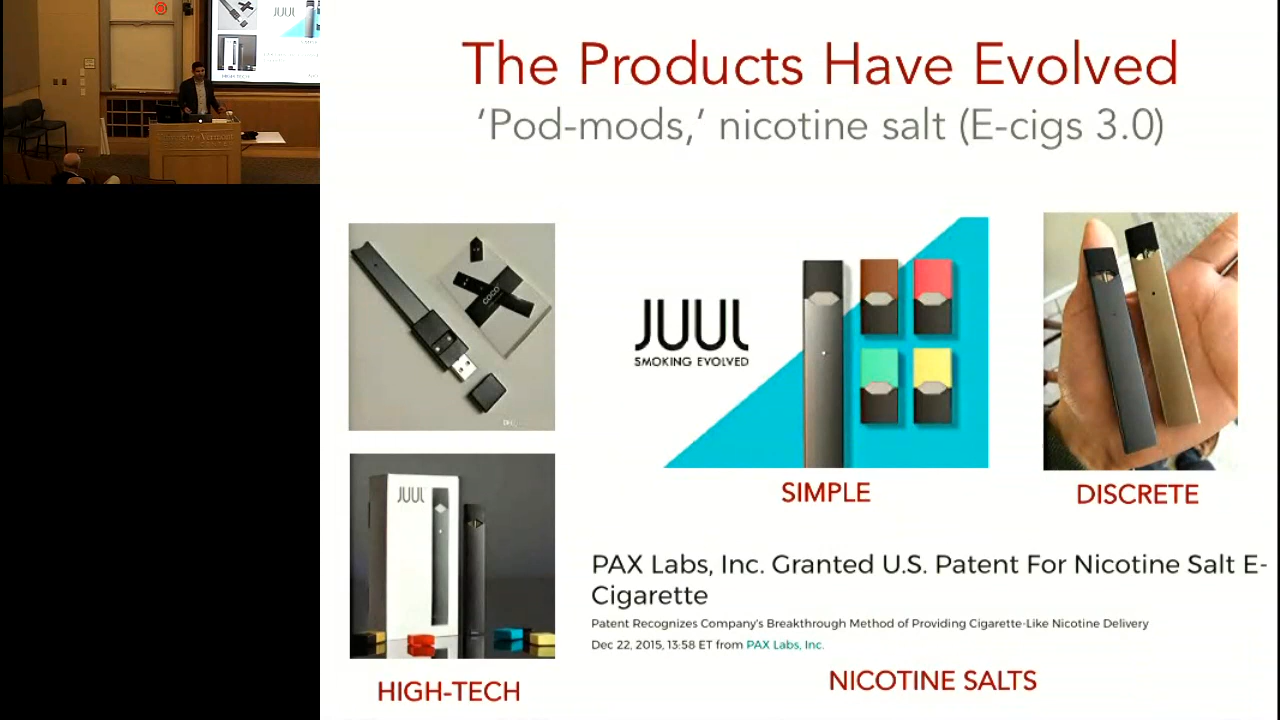 The Products Have Evolved
'Pod-mods,' nicotine salt (E-cigs 3.0)
COCO
JUUL
SMOKING EVOLVED
SIMPLE
DISCRETE
JUUL
PAX Labs, Inc. Granted U.S. Patent For Nicotine Salt E-
Cigarette
Patent Recognizes Company's Breakthrough Method of Providing Cigarette-Like Nicotine Delivery
Dec 22, 2015, 13:58 ET from PAX Labs, Inc.
HIGH-TECH
NICOTINE SALTS